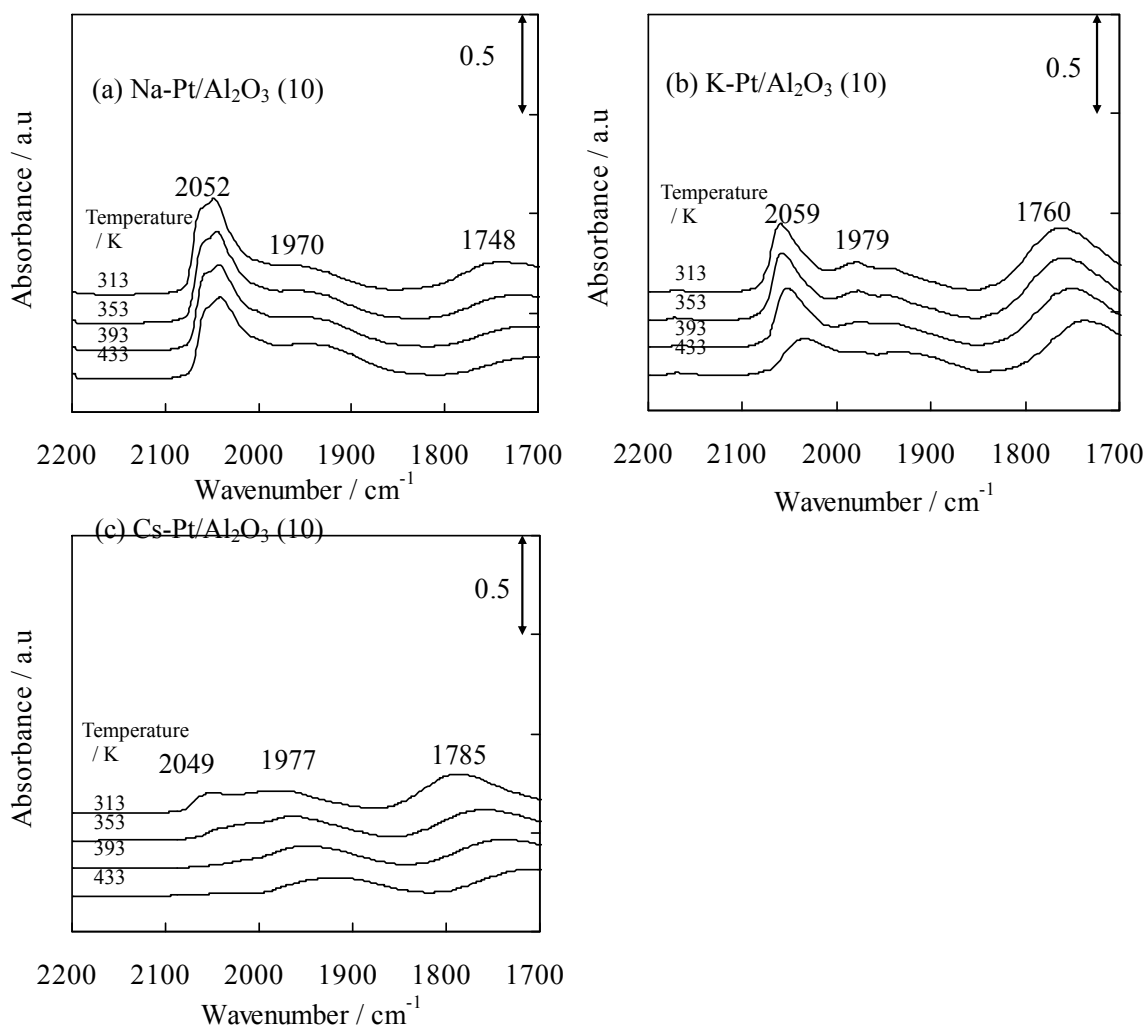 (a) Na-Pt/Al₂O₃ (10)
0.5
Absorbance / a.u
Temperature
/ K
2052
1970
1748
313
353
393
433
2200 2100 2000 1900 1800 1700
Wavenumber / cm⁻¹
(b) K-Pt/Al₂O₃ (10)
0.5
Absorbance / a.u
Temperature
/ K
2059
1979
1760
313
353
393
433
2200 2100 2000 1900 1800 1700
Wavenumber / cm⁻¹
(c) Cs-Pt/Al₂O₃ (10)
0.5
Absorbance / a.u
Temperature
/ K
2049
1977
1785
313
353
393
433
2200 2100 2000 1900 1800 1700
Wavenumber / cm⁻¹